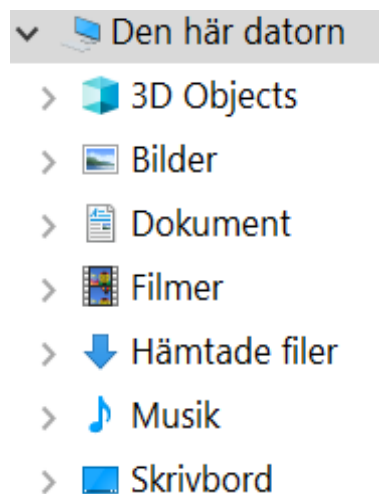 Den här datorn
3D Objects
Bilder
Dokument
Filmer
Hämtade filer
Musik
Skrivbord